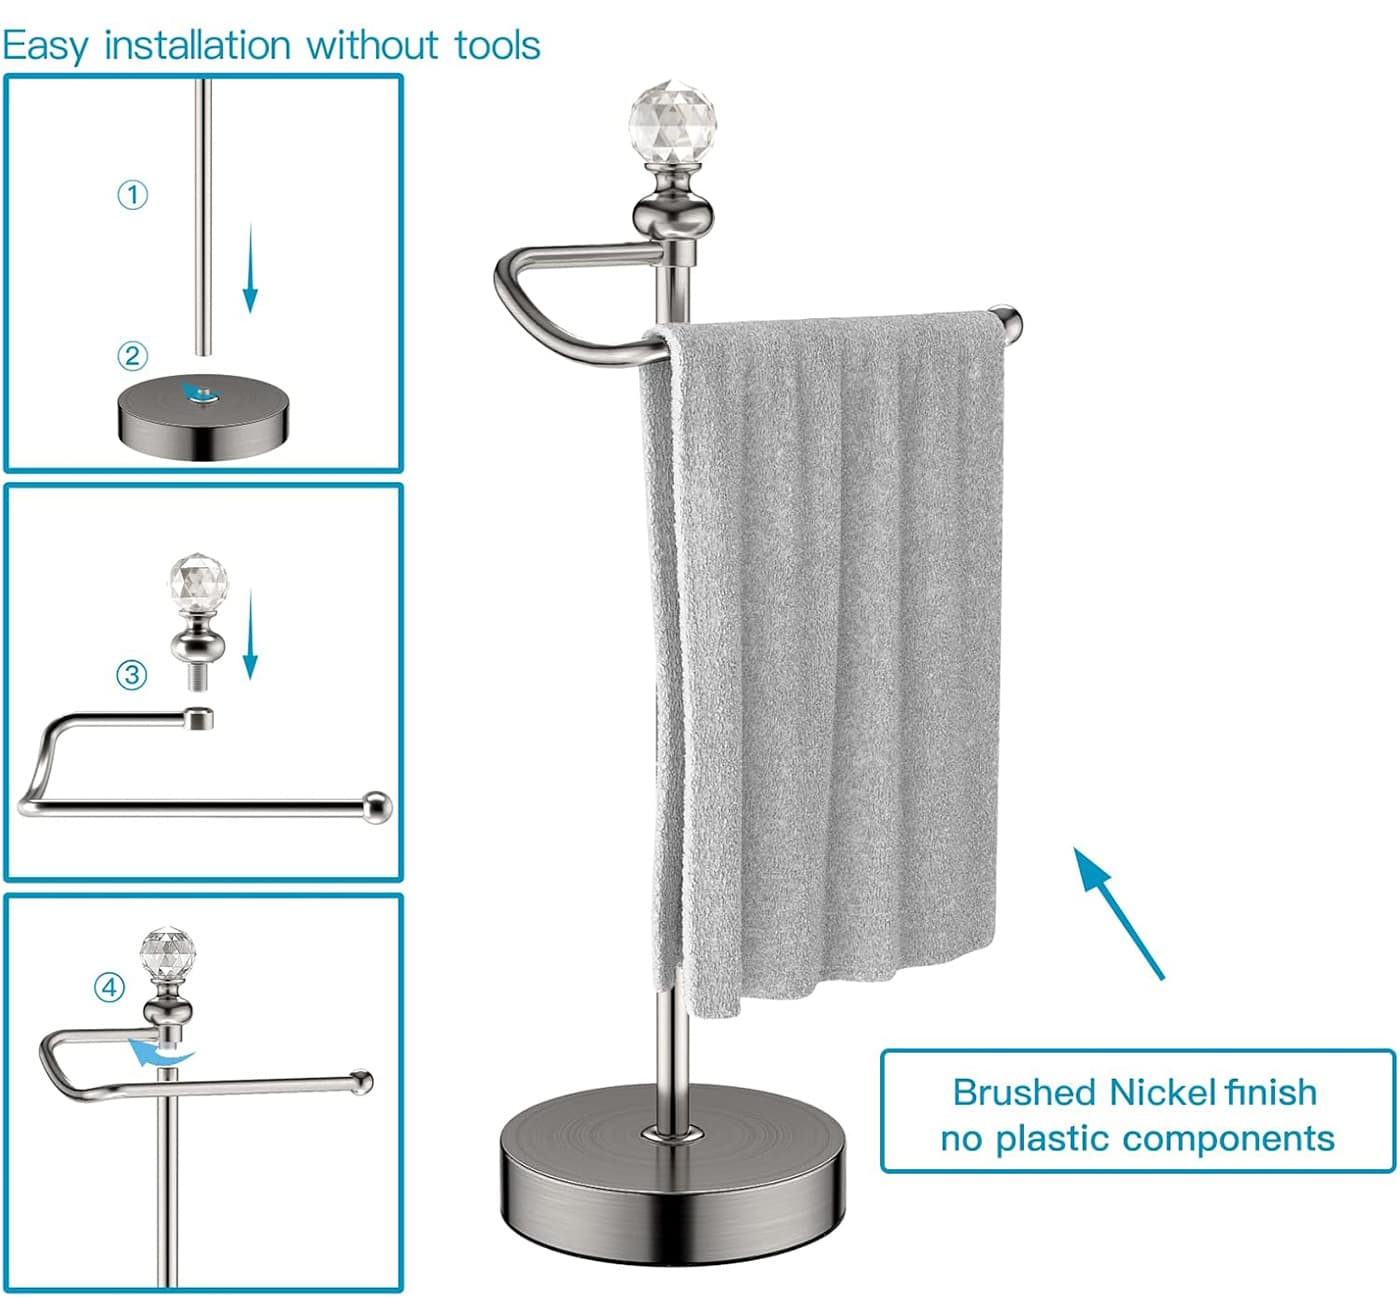 Easy installation without tools
①
②
③
④
Brushed Nickel finish
no plastic components